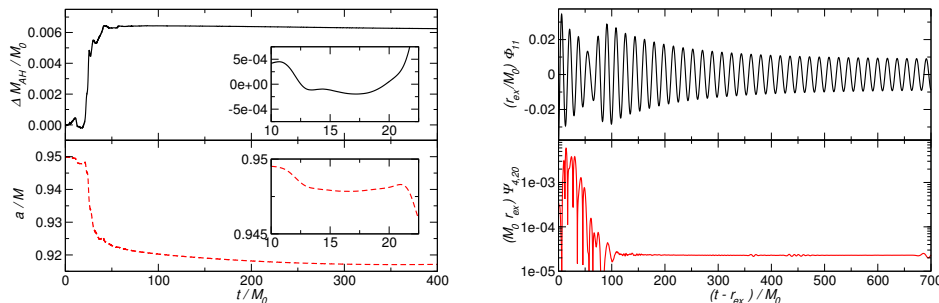 0.006
0.004
0.002
0.000
Δ M_AH / M_0
5e-04
0e+00
-5e-04
10 15 20
0.95
0.94
0.93
0.92
a / M
0.95
0.945
10 15 20
0 100 200 300 400
t / M_0
0.02
0
-0.02
(r_ex/M_0) Φ_11
1e-03
1e-04
1e-05
(M_0 r_ex) Ψ_4,20
0 100 200 300 400 500 600 700
(t - r_ex) / M_0